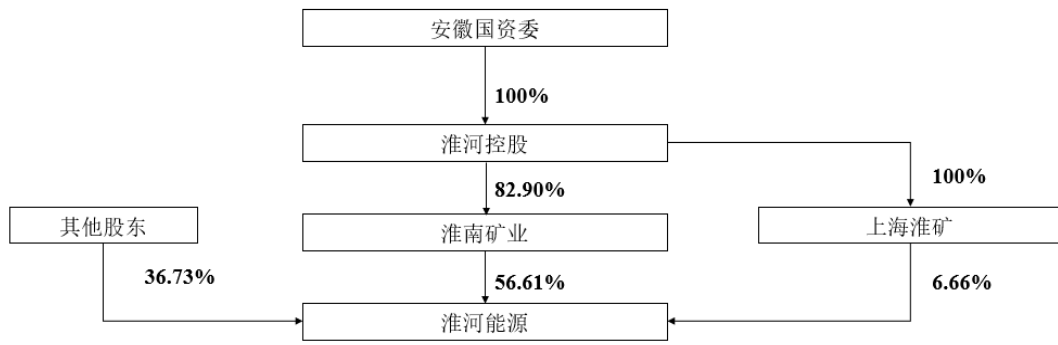 安徽国资委
100%
淮河控股
82.90%
100%
其他股东
淮南矿业
上海淮矿
36.73%
56.61%
6.66%
淮河能源